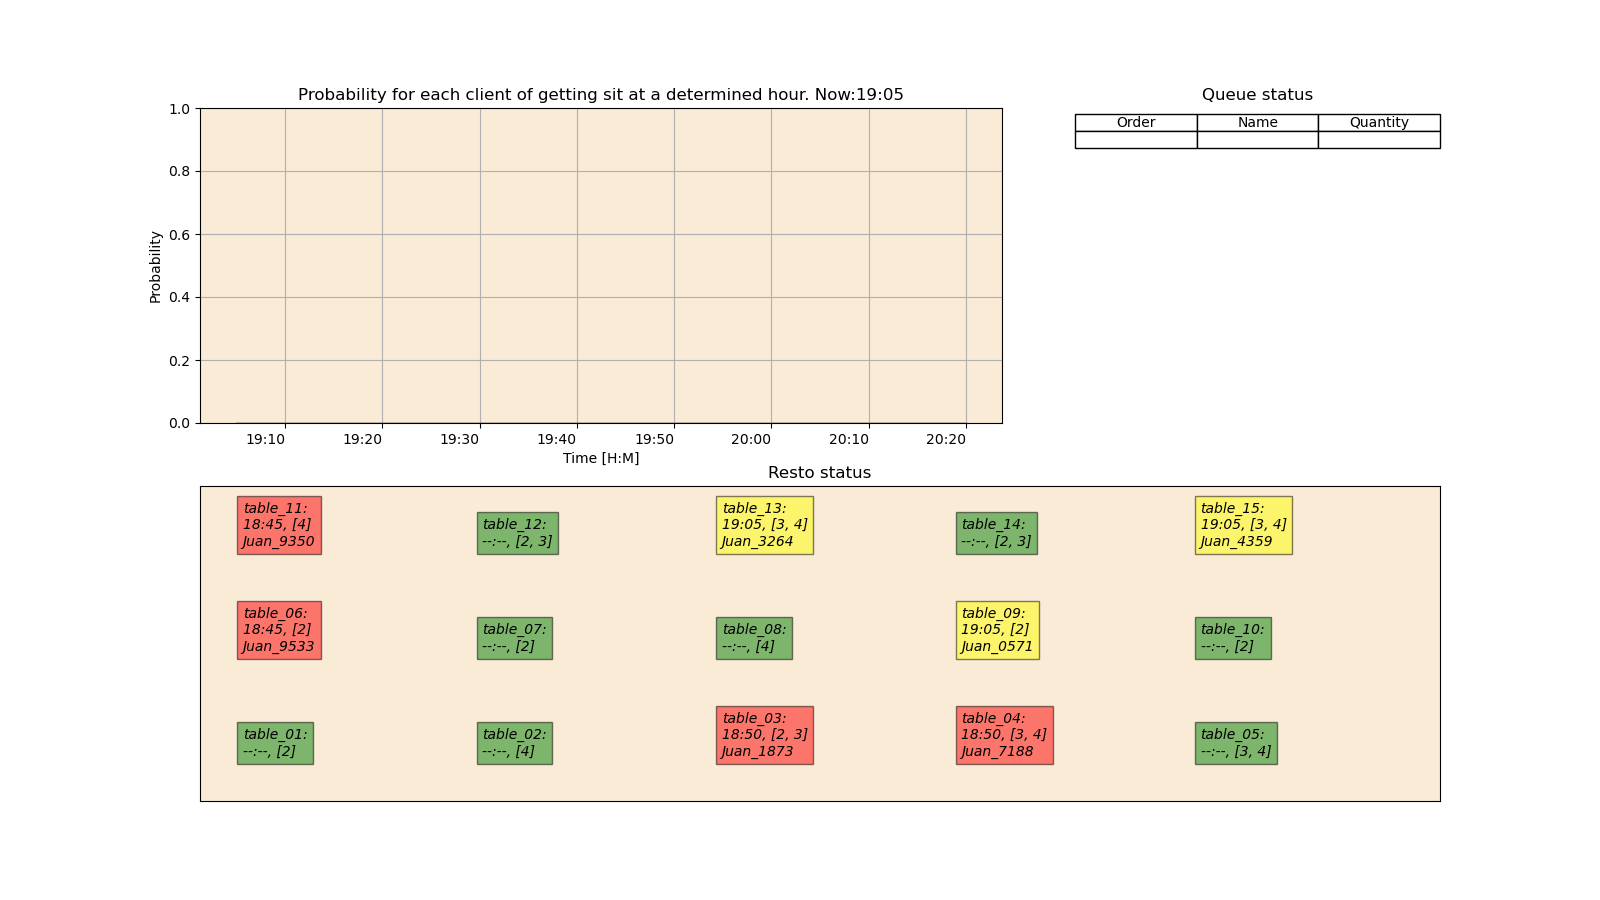 Probability for each client of getting sit at a determined hour. Now:19:05
1.0
0.8
0.6
0.4
0.2
0.0
Probability
19:10 19:20 19:30 19:40 19:50 20:00 20:10 20:20
Time [H:M]
Queue status
Order Name Quantity
Resto status
table_11:
18:45, [4]
Juan_9350
table_12:
--:--, [2, 3]
table_13:
19:05, [3, 4]
Juan_3264
table_14:
--:--, [2, 3]
table_15:
19:05, [3, 4]
Juan_4359
table_06:
18:45, [2]
Juan_9533
table_07:
--:--, [2]
table_08:
--:--, [4]
table_09:
19:05, [2]
Juan_0571
table_10:
--:--, [2]
table_01:
--:--, [2]
table_02:
--:--, [4]
table_03:
18:50, [2, 3]
Juan_1873
table_04:
18:50, [3, 4]
Juan_7188
table_05:
--:--, [3, 4]